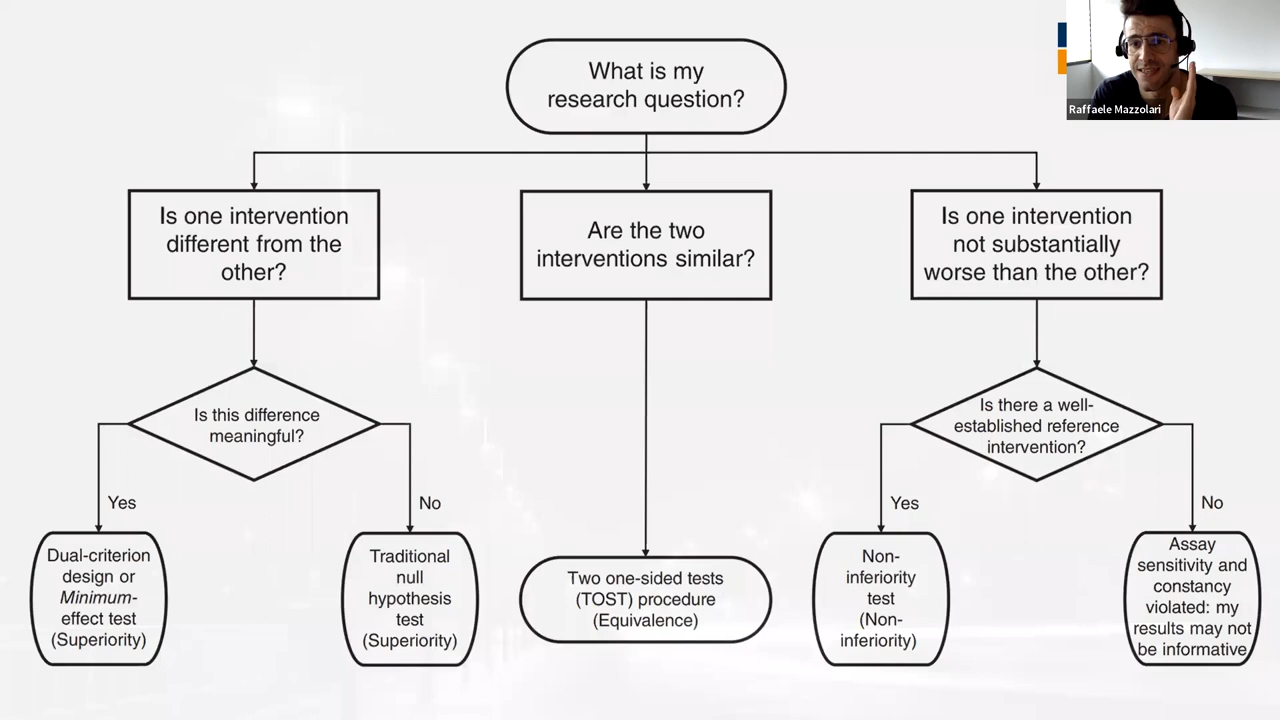 What is my
research question?
Raffaele Mazzolari
Is one intervention
different from the
other?
Are the two
interventions similar?
Is one intervention
not substantially
worse than the other?
Is this difference
meaningful?
Is there a well-
established reference
intervention?
Yes
No
Yes
No
Dual-criterion
design or
Minimum-
effect test
(Superiority)
Traditional
null
hypothesis
test
(Superiority)
Two one-sided tests
(TOST) procedure
(Equivalence)
Non-
inferiority
test
(Non-
inferiority)
Assay
sensitivity and
constancy
violated: my
results may not
be informative